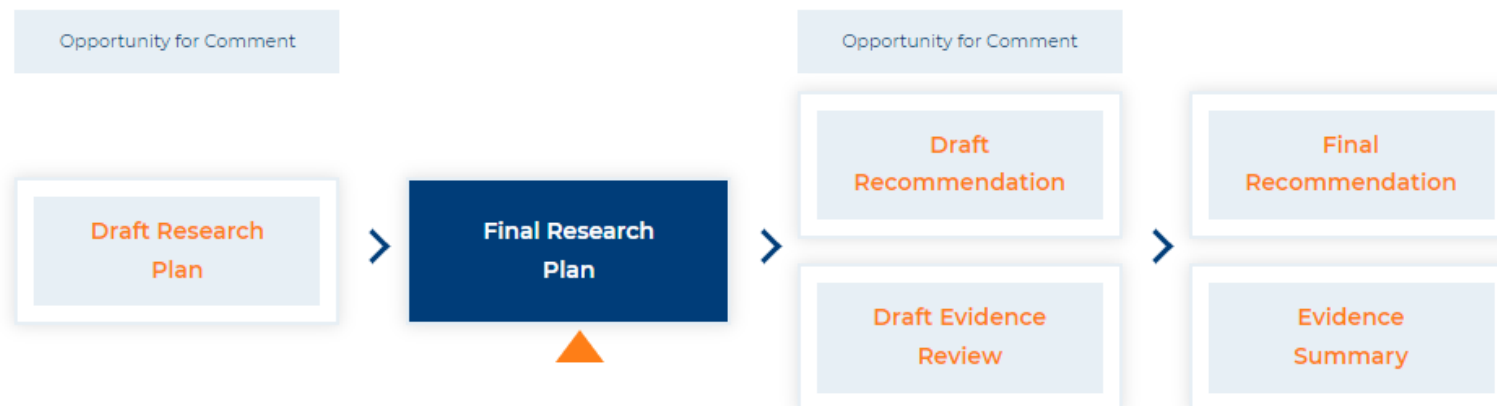 Opportunity for Comment
Opportunity for Comment
Draft Research
Plan
Final Research
Plan
Draft
Recommendation
Draft Evidence
Review
Final
Recommendation
Evidence
Summary